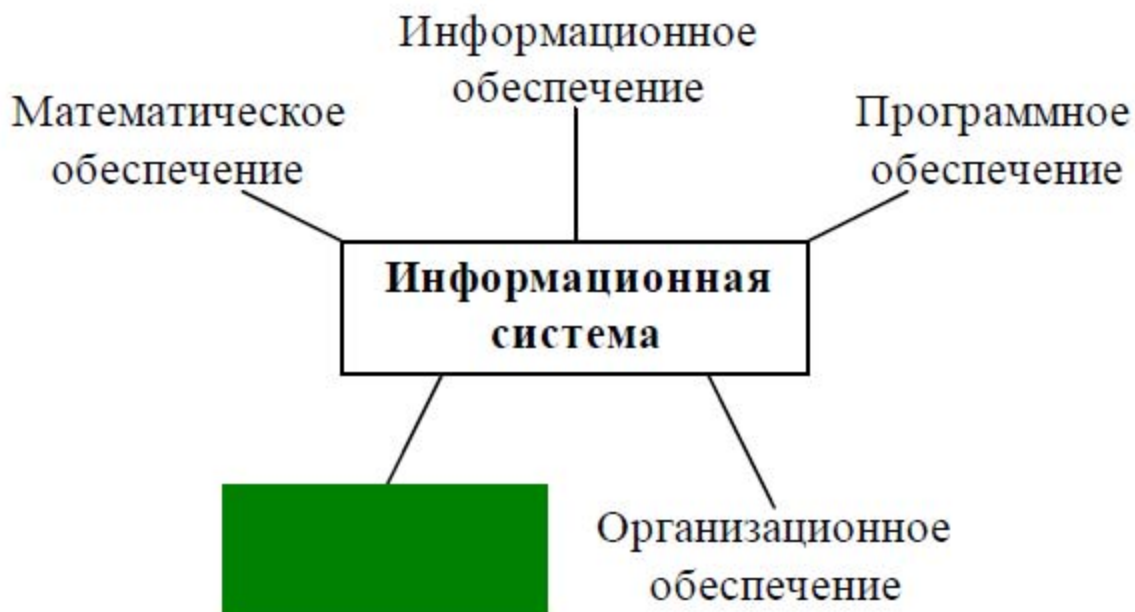 Информационное
обеспечение
Математическое
обеспечение
Программное
обеспечение
Информационная
система
Организационное
обеспечение